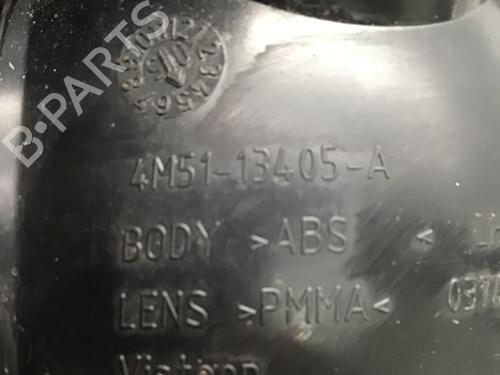 4M51-13405-A
BODY >ABS <
LENS >PMMA<
Visteon
B-PARTS